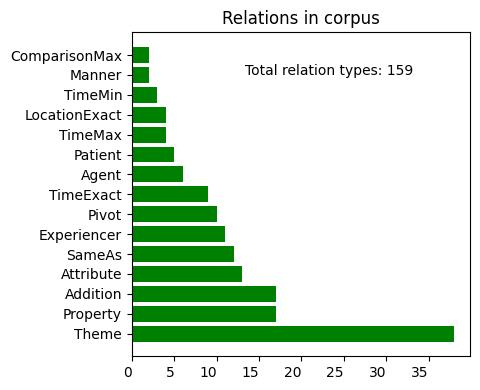 Relations in corpus
Total relation types: 159
ComparisonMax
Manner
TimeMin
LocationExact
TimeMax
Patient
Agent
TimeExact
Pivot
Experiencer
SameAs
Attribute
Addition
Property
Theme
0 5 10 15 20 25 30 35